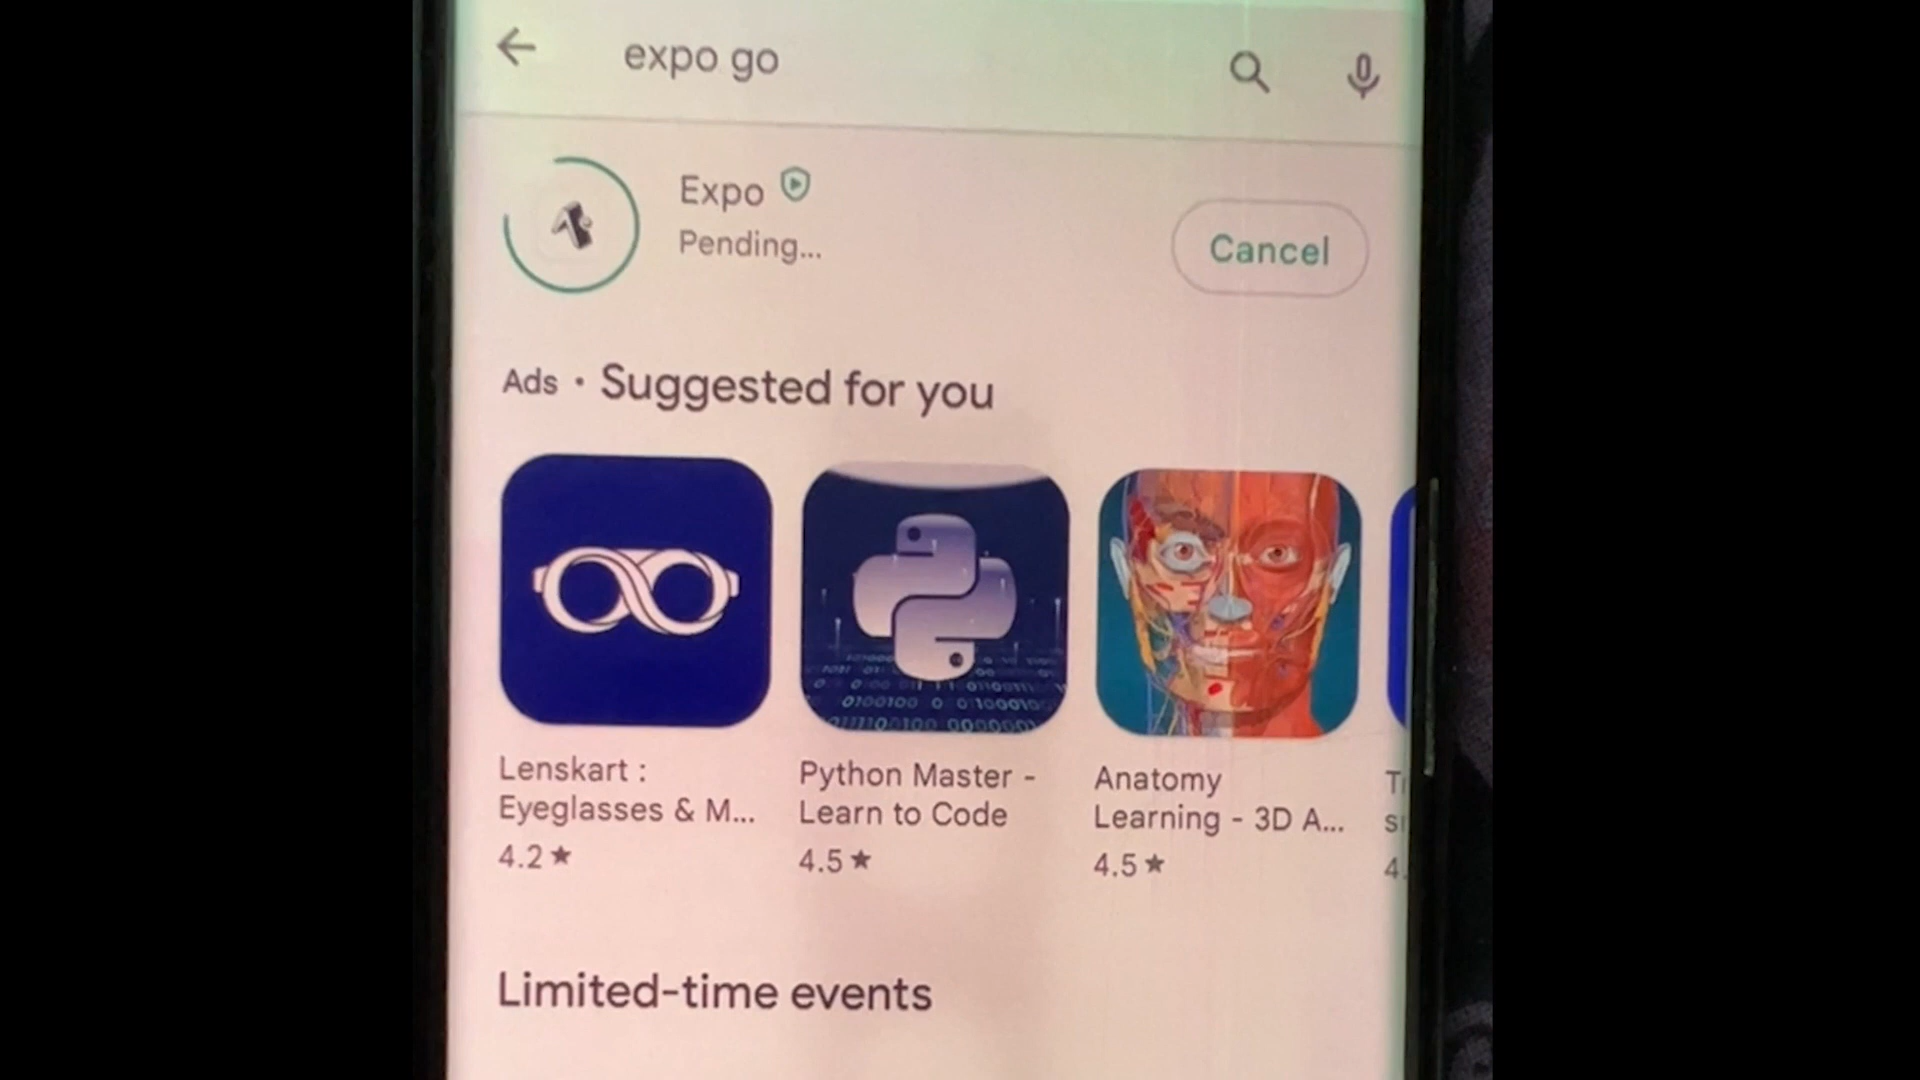 expo go
Expo
Pending...
Cancel
Ads • Suggested for you
Lenskart :
Eyeglasses & M...
4.2★
Python Master -
Learn to Code
4.5★
Anatomy
Learning - 3D A...
4.5★
Limited-time events